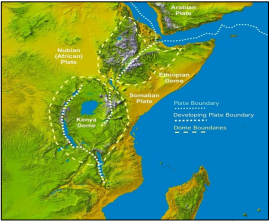 Arabian
Plate
Nubian
(African)
Plate
Ethiopian
Dome
Somalian
Plate
Kenya
Dome
Plate Boundary
Developing Plate Boundary
Dome Boundaries